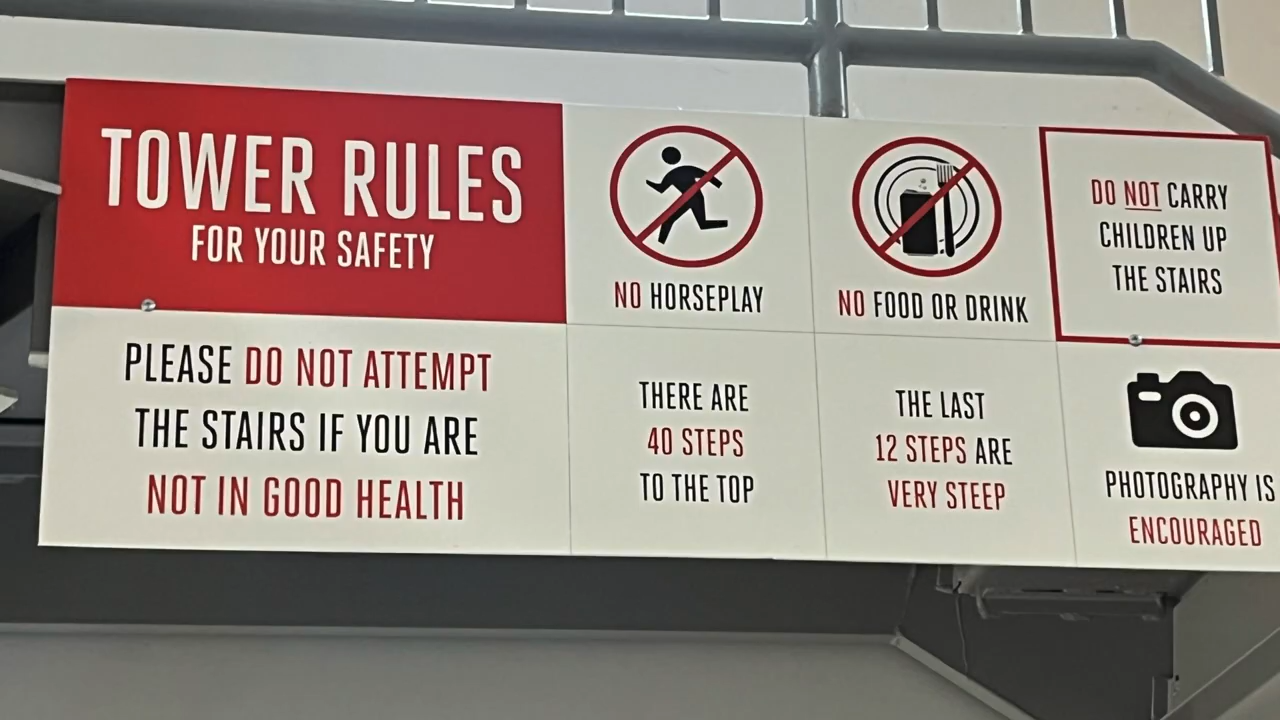 TOWER RULES
FOR YOUR SAFETY
PLEASE DO NOT ATTEMPT
THE STAIRS IF YOU ARE
NOT IN GOOD HEALTH
NO HORSEPLAY
NO FOOD OR DRINK
DO NOT CARRY
CHILDREN UP
THE STAIRS
THERE ARE
40 STEPS
TO THE TOP
THE LAST
12 STEPS ARE
VERY STEEP
PHOTOGRAPHY IS
ENCOURAGED